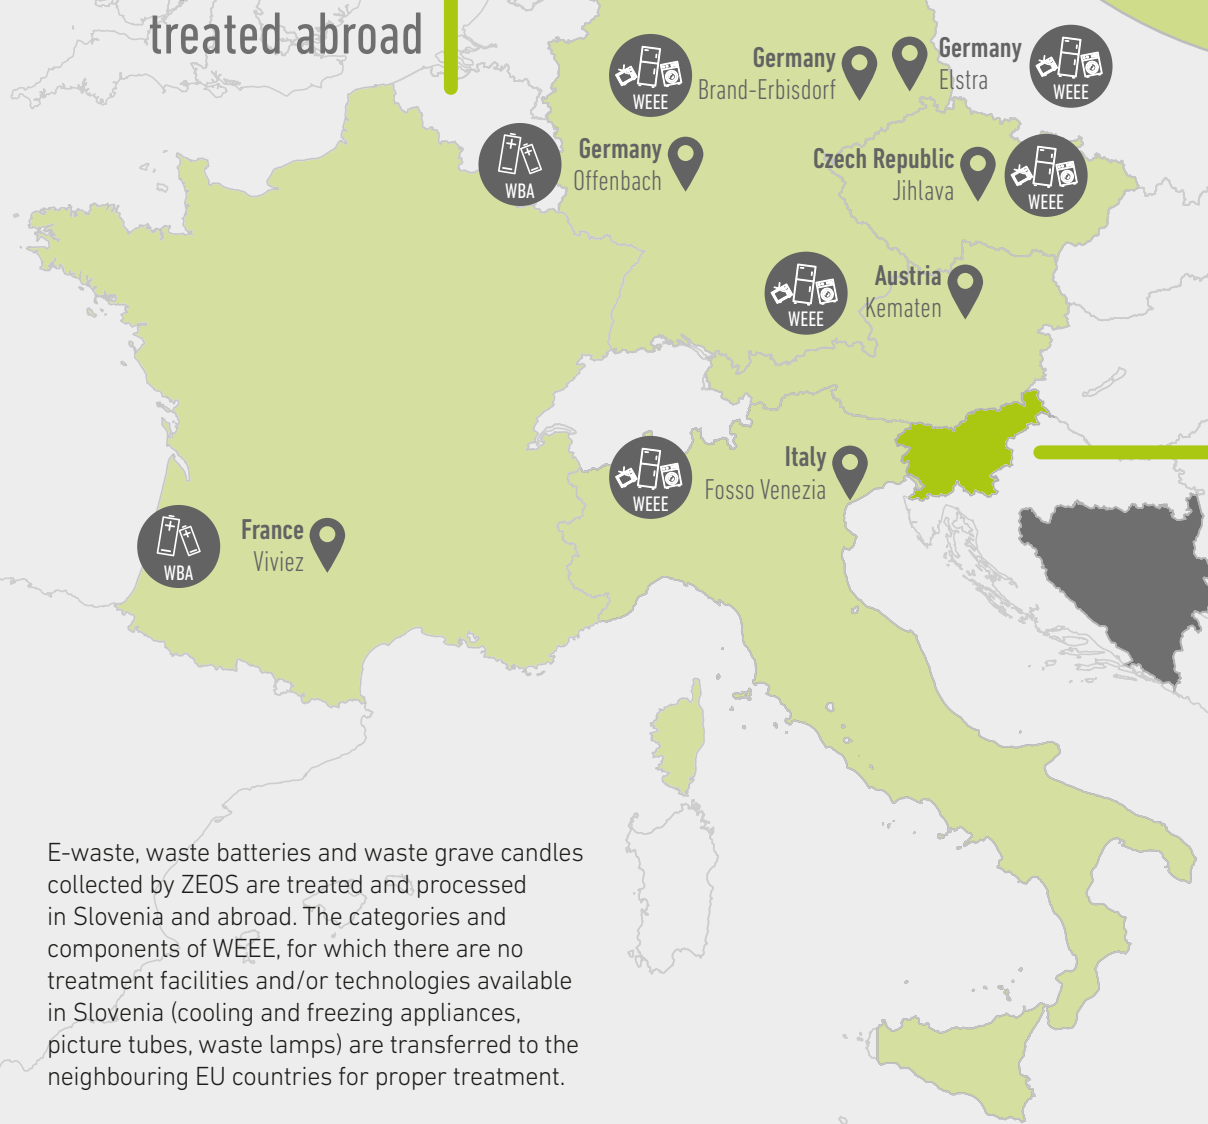 treated abroad
WEEE
Germany
Brand-Erbisdorf
Germany
Elstra
WEEE
WBA
Germany
Offenbach
Czech Republic
Jihlava
WEEE
WEEE
Austria
Kematen
WEEE
Italy
Fosso Venezia
WBA
France
Viviez
E-waste, waste batteries and waste grave candles
collected by ZEOS are treated and processed
in Slovenia and abroad. The categories and
components of WEEE, for which there are no
treatment facilities and/or technologies available
in Slovenia (cooling and freezing appliances,
picture tubes, waste lamps) are transferred to the
neighbouring EU countries for proper treatment.